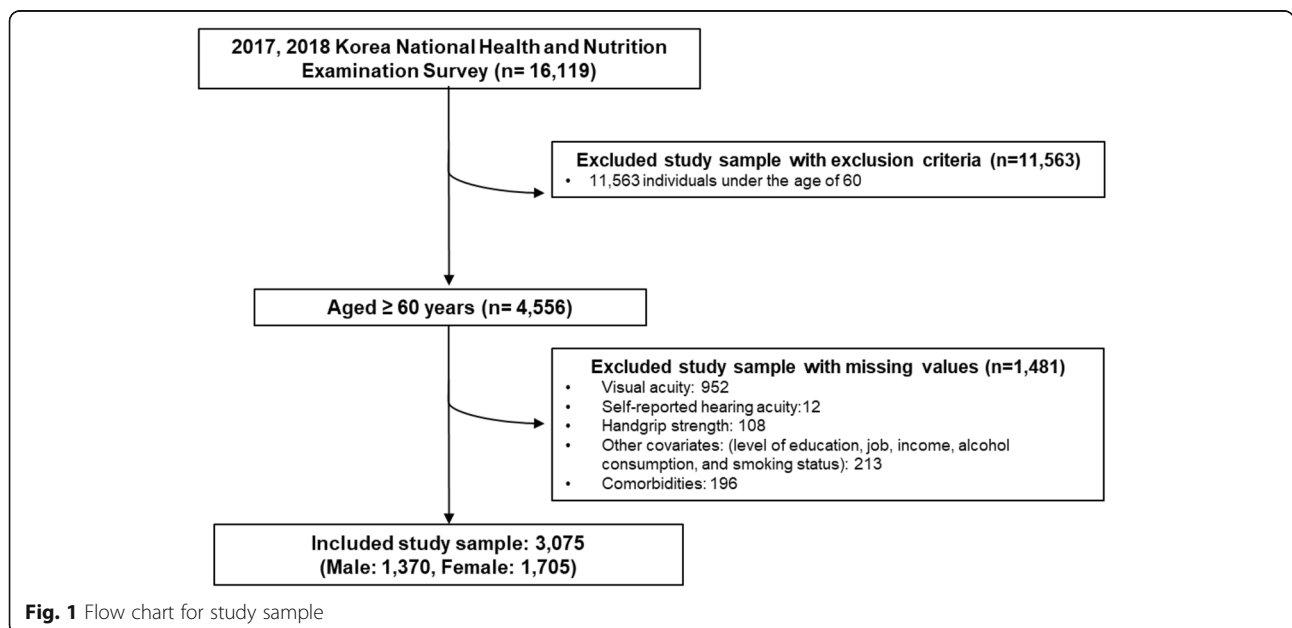 2017, 2018 Korea National Health and Nutrition
Examination Survey (n= 16,119)
Excluded study sample with exclusion criteria (n=11,563)
• 11,563 individuals under the age of 60
Aged ≥ 60 years (n= 4,556)
Excluded study sample with missing values (n=1,481)
• Visual acuity: 952
• Self-reported hearing acuity:12
• Handgrip strength: 108
• Other covariates: (level of education, job, income, alcohol
consumption, and smoking status): 213
• Comorbidities: 196
Included study sample: 3,075
(Male: 1,370, Female: 1,705)
Fig. 1 Flow chart for study sample